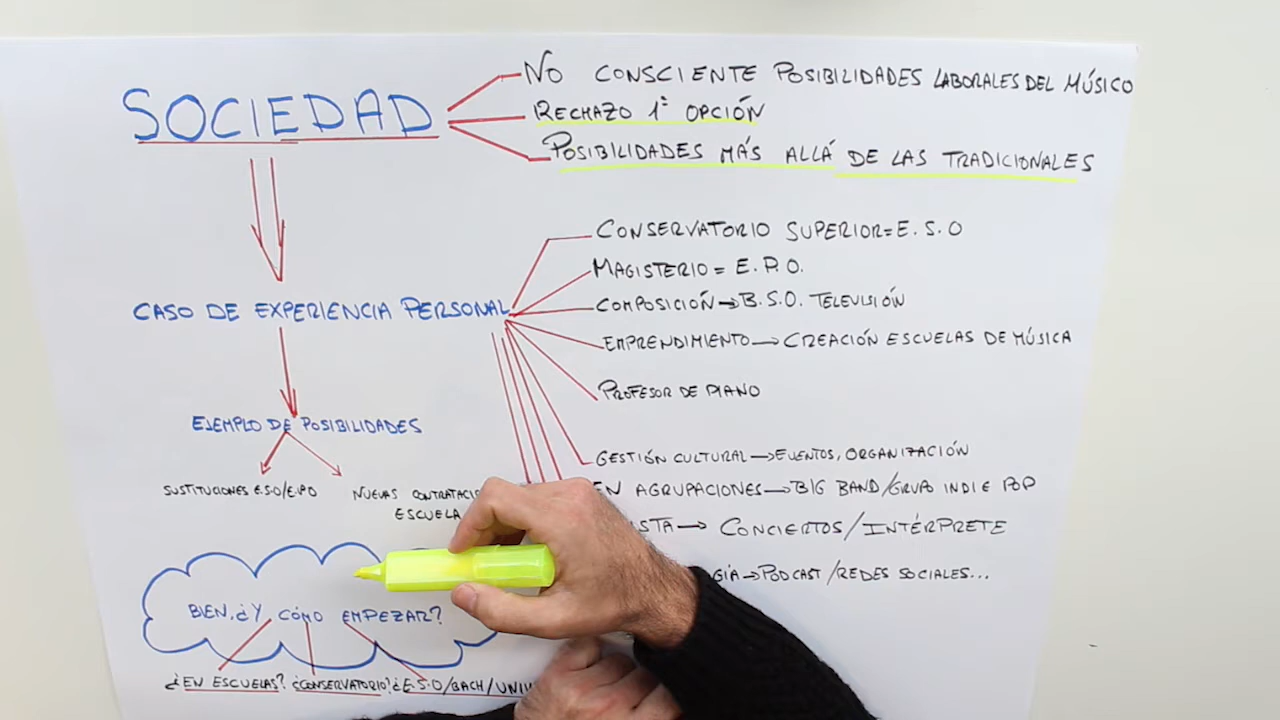 SOCIEDAD
NO CONSCIENTE POSIBILIDADES LABORALES DEL MÚSICO
RECHAZO 1ª OPCIÓN
POSIBILIDADES MÁS ALLÁ DE LAS TRADICIONALES
CASO DE EXPERIENCIA PERSONAL
CONSERVATORIO SUPERIOR = E.S.O
MAGISTERIO = E.P.O.
COMPOSICIÓN → B.S.O. TELEVISIÓN
EMPRENDIMIENTO → CREACIÓN ESCUELAS DE MÚSICA
PROFESOR DE PIANO
GESTIÓN CULTURAL → EVENTOS, ORGANIZACIÓN
EN AGRUPACIONES → BIG BAND/GRUPO INDIE POP
→ CONCIERTOS/INTÉRPRETE
→ PODCAST/REDES SOCIALES...
EJEMPLO DE POSIBILIDADES
SUSTITUCIONES E.S.O/E.PO
NUEVAS
ESCUELA
BIEN, ¿Y CÓMO EMPEZAR?
¿EN ESCUELAS? ¿CONSERVATORIO? ¿E.S.O/BACH/